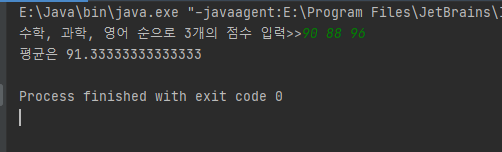 E:\Java\bin\java.exe "-javaagent:E:\Program Files\JetBrains\
수학, 과학, 영어 순으로 3개의 점수 입력>>90 88 96
평균은 91.33333333333333
Process finished with exit code 0